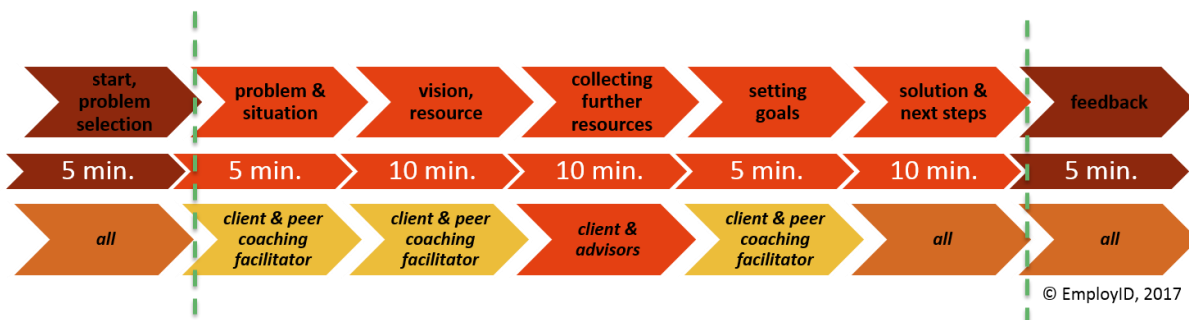 start,
problem
selection
problem &
situation
vision,
resource
collecting
further
resources
setting
goals
solution &
next steps
feedback
5 min.
5 min.
10 min.
10 min.
5 min.
10 min.
5 min.
all
client & peer
coaching
facilitator
client & peer
coaching
facilitator
client &
advisors
client & peer
coaching
facilitator
all
all
© EmployID, 2017